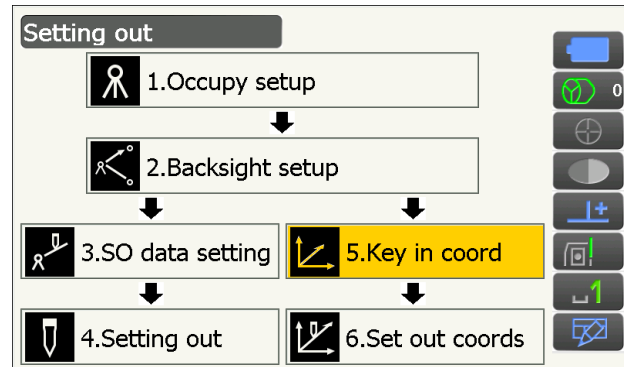 Setting out
1.Occupy setup
2.Backsight setup
3.SO data setting
5.Key in coord
4.Setting out
6.Set out coords
0
1